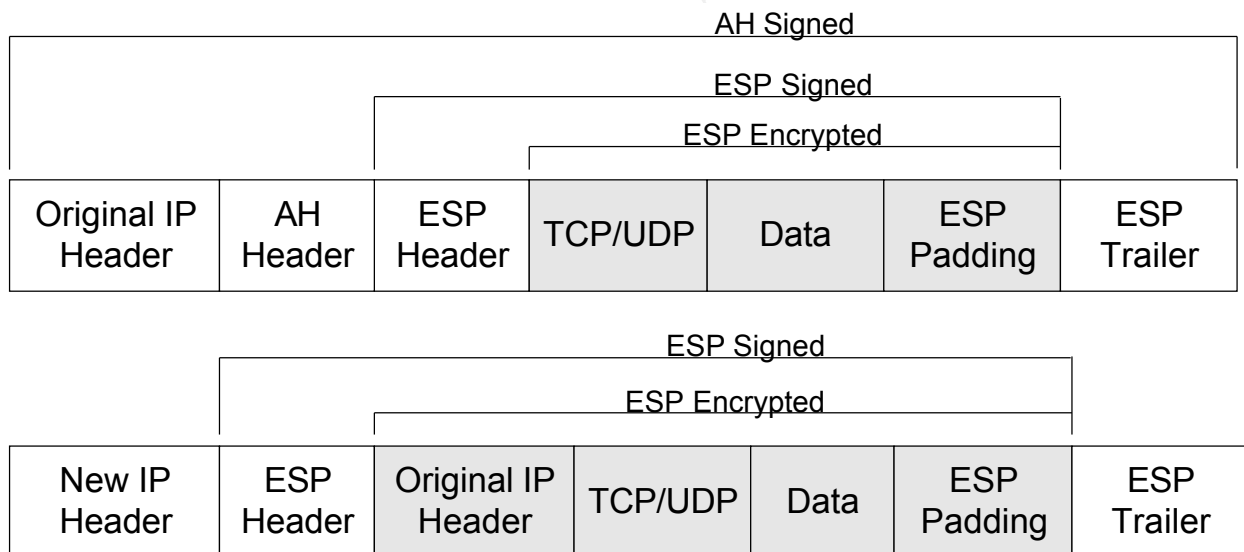 AH Signed
ESP Signed
ESP Encrypted
Original IP Header
AH Header
ESP Header
TCP/UDP
Data
ESP Padding
ESP Trailer
ESP Signed
ESP Encrypted
New IP Header
ESP Header
Original IP Header
TCP/UDP
Data
ESP Padding
ESP Trailer